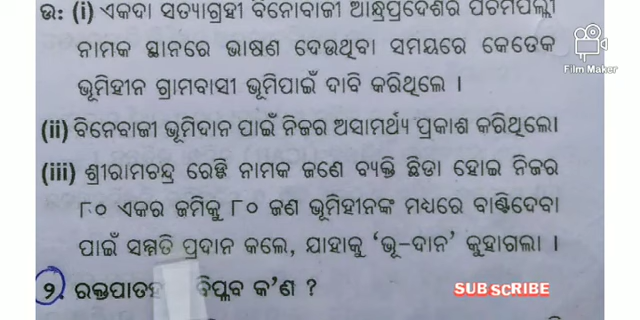 ଉ: (i) ଏକଦା ସତ୍ୟାଗ୍ରହୀ ବିନୋବାଜୀ ଆନ୍ଧ୍ରପ୍ରଦେଶର ପଚମପଲ୍ଲୀ
ନାମକ ସ୍ଥାନରେ ଭାଷଣ ଦେଉଥିବା ସମୟରେ କେତେକ
Film Maker
ଭୂମିହୀନ ଗ୍ରାମବାସୀ ଭୂମିପାଇଁ ଦାବି କରିଥିଲେ ।
(ii) ବିନେବାଜୀ ଭୂମିଦାନ ପାଇଁ ନିଜର ଅସାମର୍ଥ୍ୟ ପ୍ରକାଶ କରିଥିଲେ।
(iii) ଶ୍ରୀରାମଚନ୍ଦ୍ର ରେଡ୍ଡି ନାମକ ଜଣେ ବ୍ୟକ୍ତି ଛିଡା ହୋଇ ନିଜର
୮୦ ଏକର ଜମିକୁ ୮୦ ଜଣ ଭୂମିହୀନଙ୍କ ମଧ୍ୟରେ ବାଣ୍ଟିଦେବା
ପାଇଁ ସମ୍ମତି ପ୍ରଦାନ କଲେ, ଯାହାକୁ ‘ଭୂ-ଦାନ’ କୁହାଗଲା ।
୨. ରକ୍ତପାତହ ବିପ୍ଳବ କ’ଣ ?
SUBSCRIBE